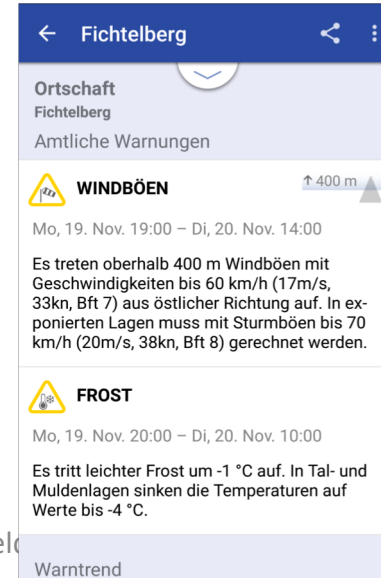 Fichtelberg
Ortschaft
Fichtelberg
Amtliche Warnungen
WINDBÖEN
↑ 400 m
Mo, 19. Nov. 19:00 – Di, 20. Nov. 14:00
Es treten oberhalb 400 m Windböen mit
Geschwindigkeiten bis 60 km/h (17m/s,
33kn, Bft 7) aus östlicher Richtung auf. In ex-
ponierten Lagen muss mit Sturmböen bis 70
km/h (20m/s, 38kn, Bft 8) gerechnet werden.
FROST
Mo, 19. Nov. 20:00 – Di, 20. Nov. 10:00
Es tritt leichter Frost um -1 °C auf. In Tal- und
Muldenlagen sinken die Temperaturen auf
Werte bis -4 °C.
Warntrend